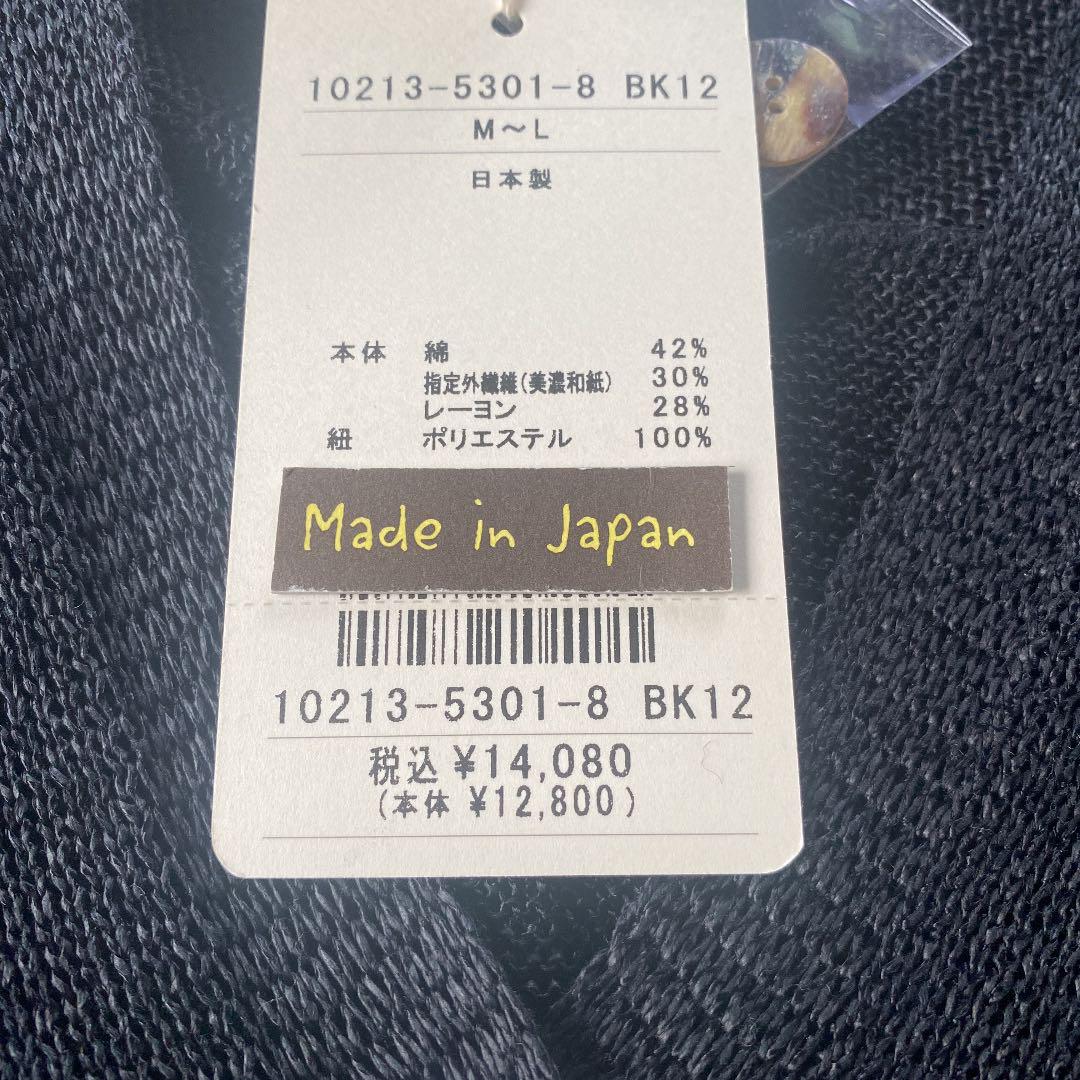 10213-5301-8 BK12
M～L
日本製
本体 綿 42%
指定外繊維(美濃和紙) 30%
レーヨン 28%
紐 ポリエステル 100%
Made in Japan
10213-5301-8 BK12
税込 ¥14,080
(本体 ¥12,800)